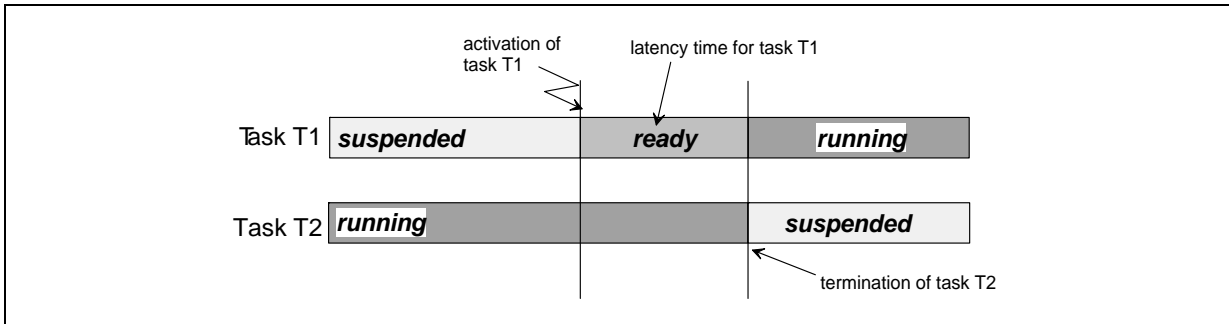 activation of
task T1
latency time for task T1
Task T1
suspended
ready
running
Task T2
running
suspended
termination of task T2